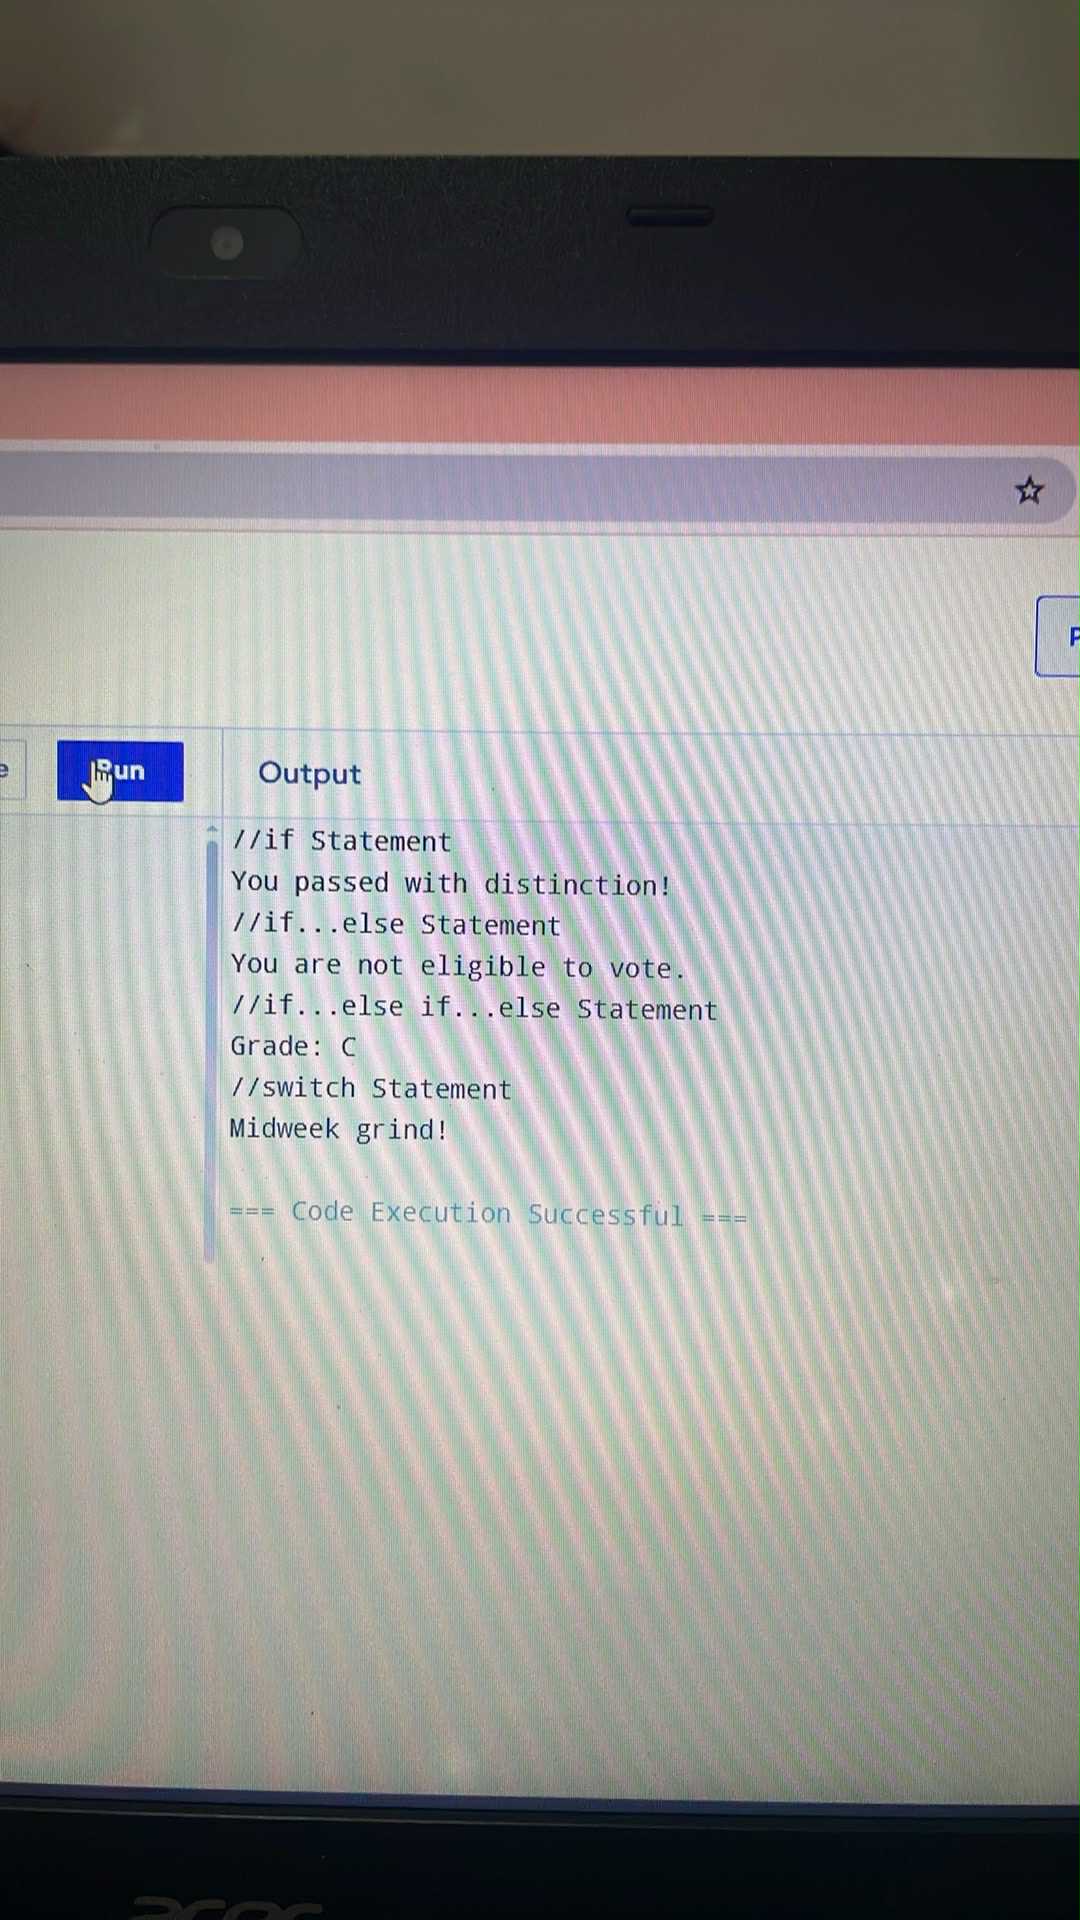 Run
Output
//if Statement
You passed with distinction!
//if...else Statement
You are not eligible to vote.
//if...else if...else Statement
Grade: C
//switch Statement
Midweek grind!
=== Code Execution Successful ===
acer